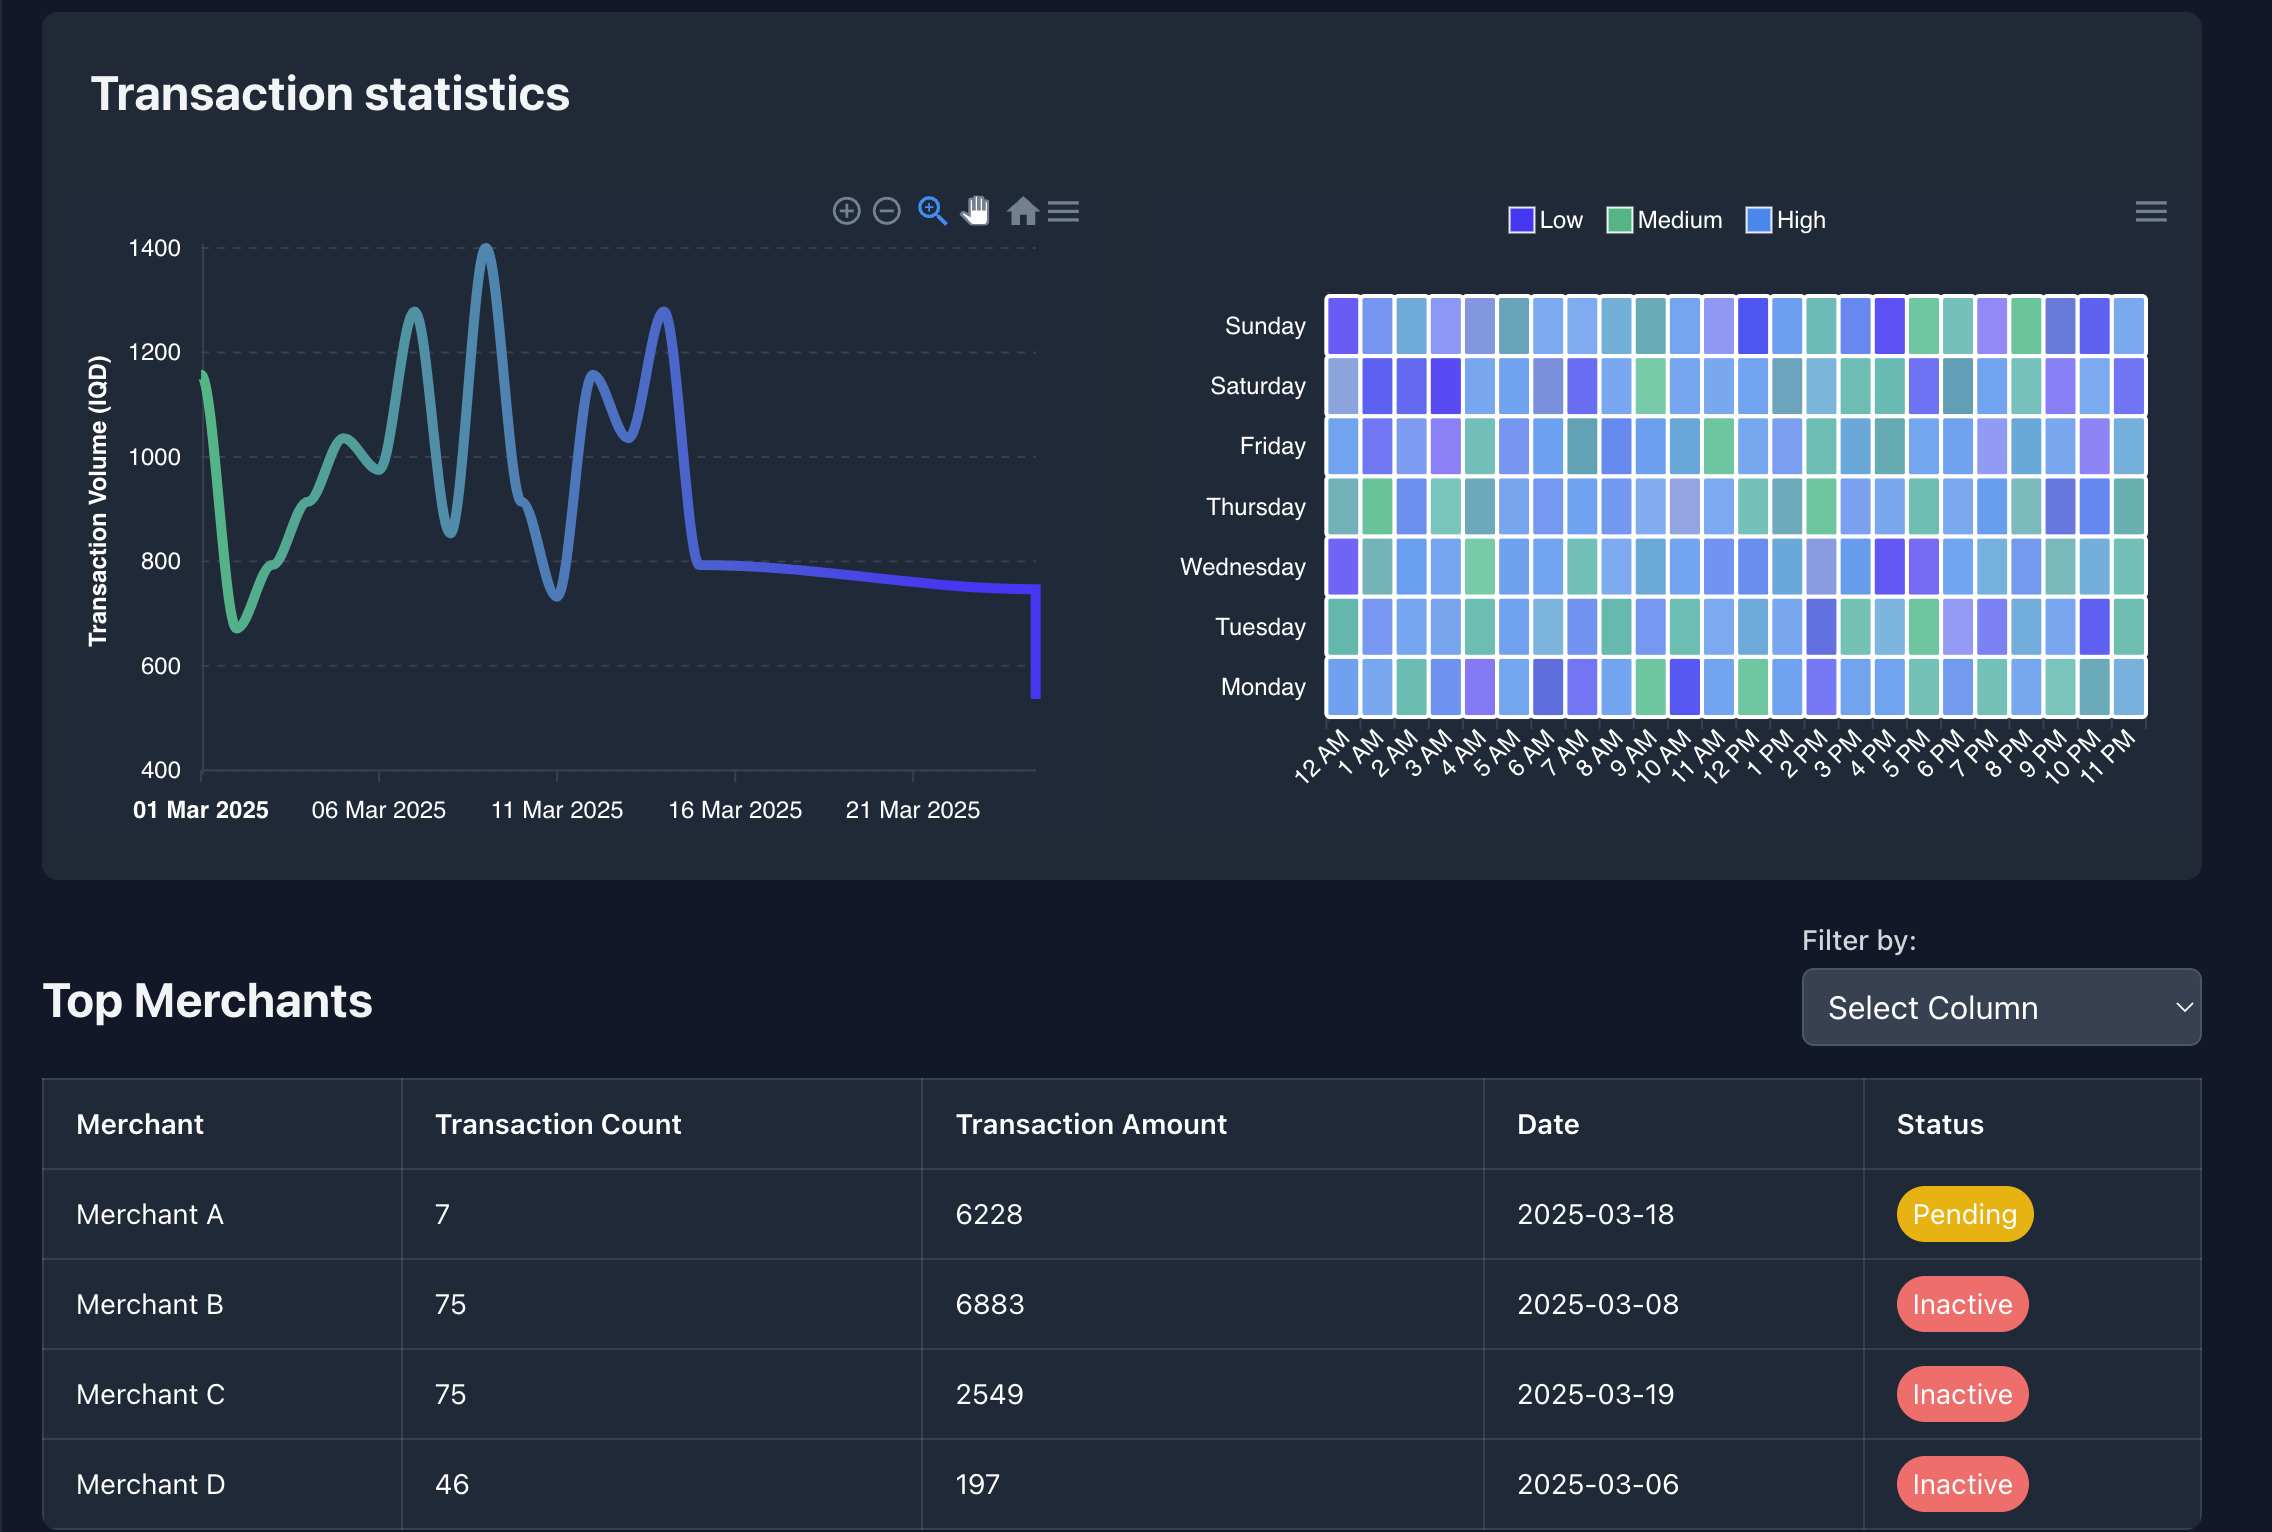 Transaction statistics
1400
1200
1000
800
600
400
Transaction Volume (IQD)
01 Mar 2025
06 Mar 2025
11 Mar 2025
16 Mar 2025
21 Mar 2025
Low Medium High
Sunday
Saturday
Friday
Thursday
Wednesday
Tuesday
Monday
12 AM 1 AM 2 AM 3 AM 4 AM 5 AM 6 AM 7 AM 8 AM 9 AM 10 AM 11 AM 12 PM 1 PM 2 PM 3 PM 4 PM 5 PM 6 PM 7 PM 8 PM 9 PM 10 PM 11 PM
Filter by:
Top Merchants
Select Column
Merchant Transaction Count Transaction Amount Date Status
Merchant A 7 6228 2025-03-18 Pending
Merchant B 75 6883 2025-03-08 Inactive
Merchant C 75 2549 2025-03-19 Inactive
Merchant D 46 197 2025-03-06 Inactive